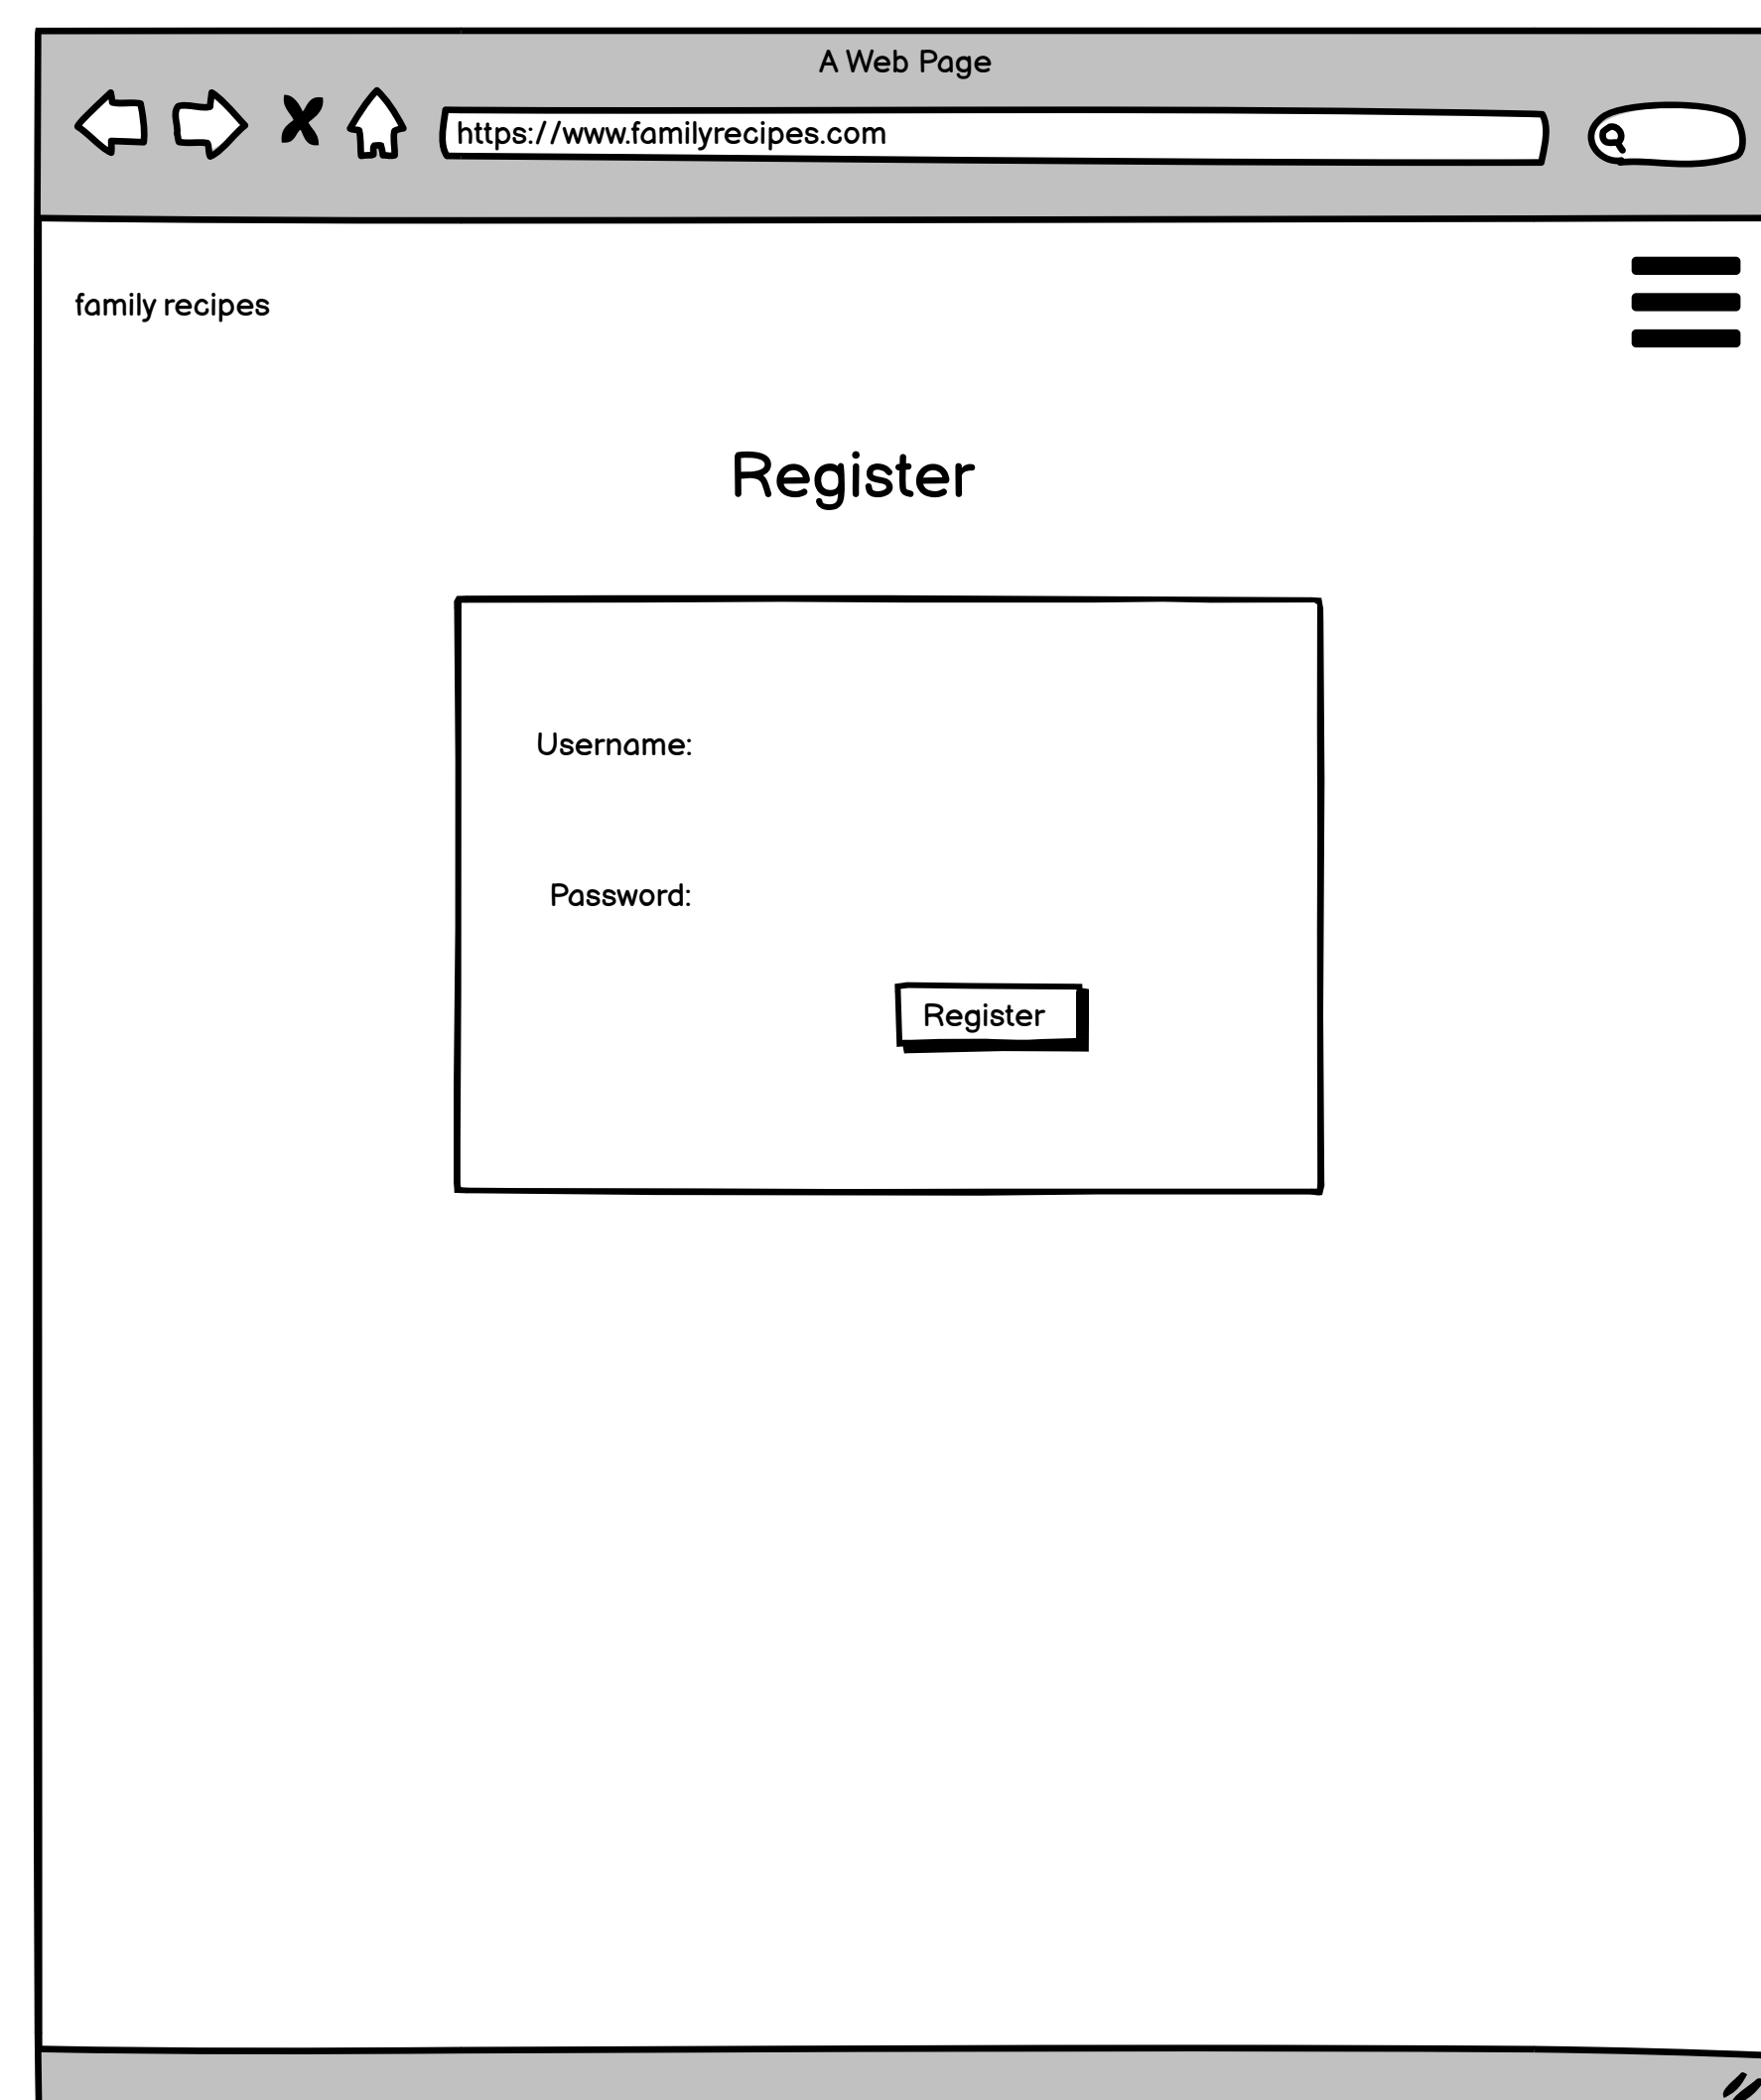 A Web Page
https://www.familyrecipes.com
family recipes
Register
Username:
Password:
Register